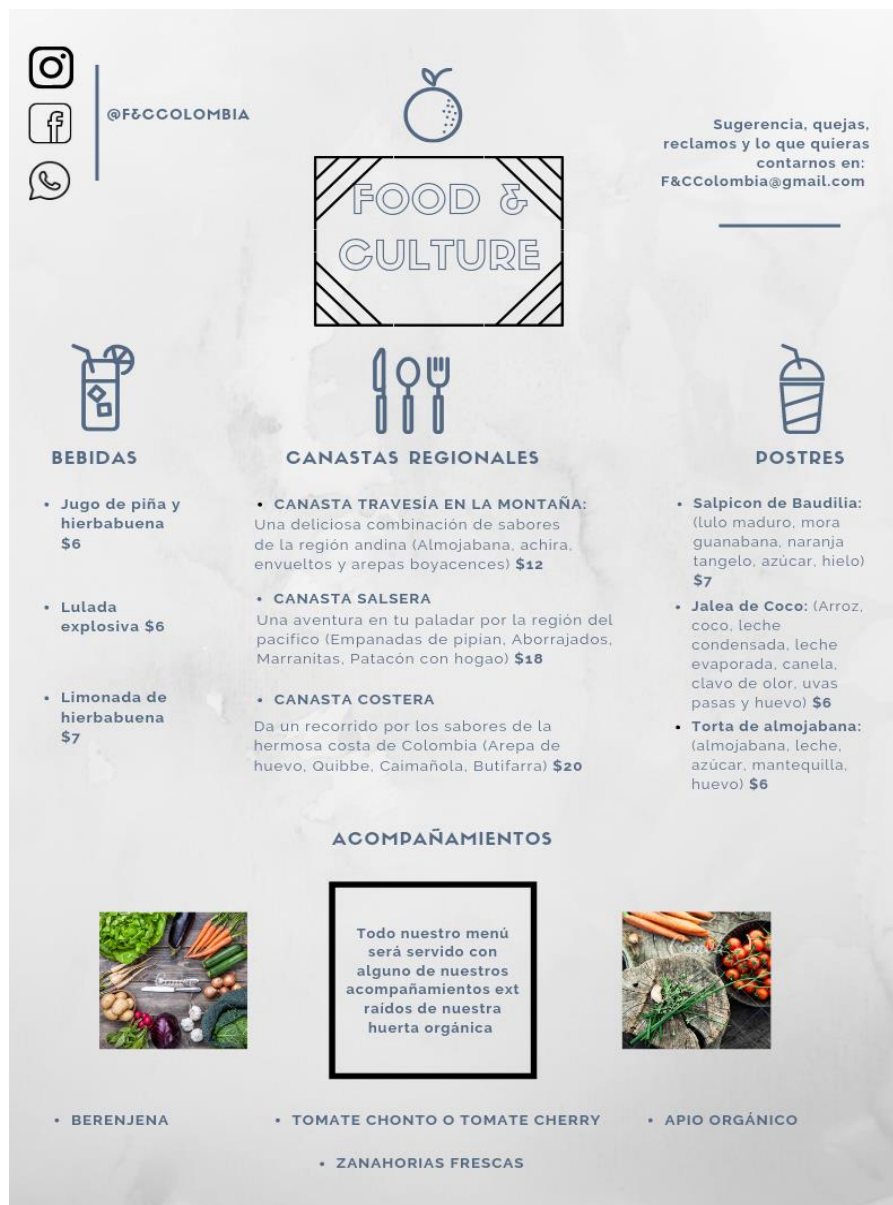 @F&CCOLOMBIA
Sugerencia, quejas,
reclamos y lo que quieras
contarnos en:
F&CColombia@gmail.com
FOOD &
CULTURE
BEBIDAS
• Jugo de piña y
hierbabuena
$6
• Lulada
explosiva $6
• Limonada de
hierbabuena
$7
CANASTAS REGIONALES
• CANASTA TRAVESÍA EN LA MONTAÑA:
Una deliciosa combinación de sabores
de la región andina (Almojabana, achira,
envueltos y arepas boyacences) $12
• CANASTA SALSERA
Una aventura en tu paladar por la región del
pacifico (Empanadas de pipian, Aborrajados,
Marranitas, Patacón con hogao) $18
• CANASTA COSTERA
Da un recorrido por los sabores de la
hermosa costa de Colombia (Arepa de
huevo, Quibbe, Caimañola, Butifarra) $20
POSTRES
• Salpicon de Baudilia:
(lulo maduro, mora
guanabana, naranja
tangelo, azúcar, hielo)
$7
• Jalea de Coco: (Arroz,
coco, leche
condensada, leche
evaporada, canela,
clavo de olor, uvas
pasas y huevo) $6
• Torta de almojabana:
(almojabana, leche,
azúcar, mantequilla,
huevo) $6
ACOMPAÑAMIENTOS
Todo nuestro menú
será servido con
alguno de nuestros
acompañamientos ext
raídos de nuestra
huerta orgánica
• BERENJENA
• TOMATE CHONTO O TOMATE CHERRY
• APIO ORGÁNICO
• ZANAHORIAS FRESCAS